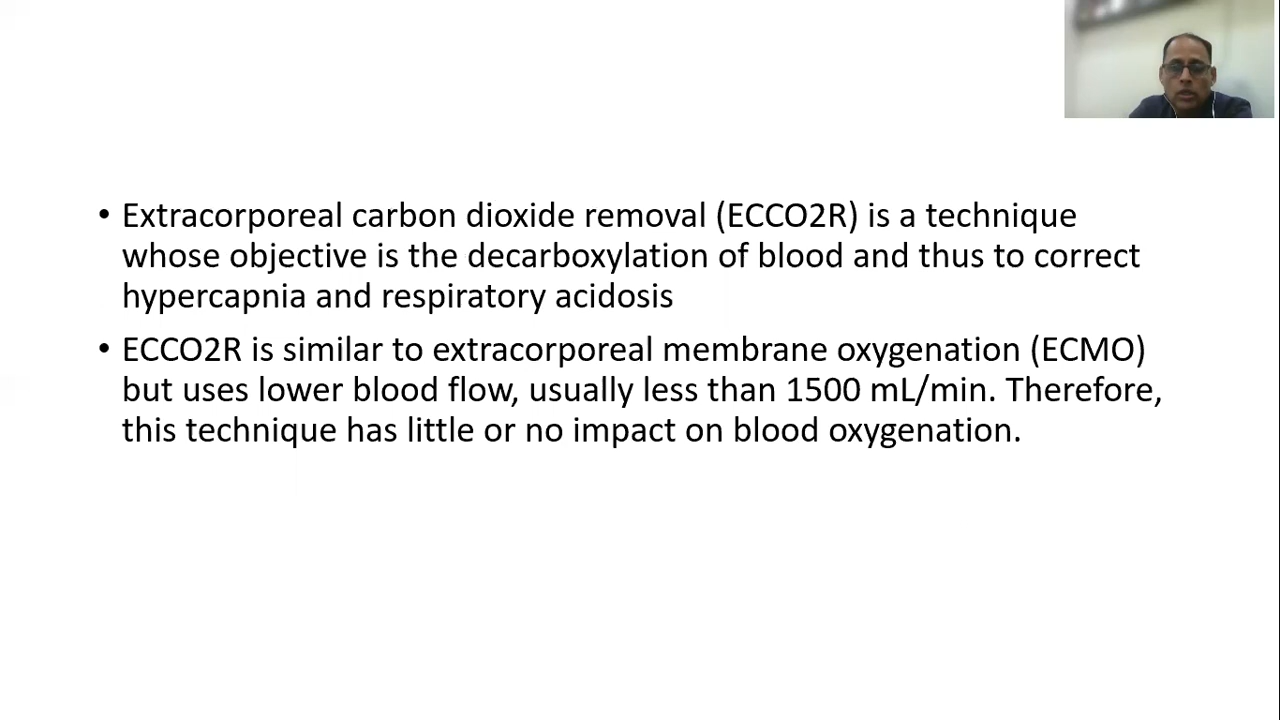 • Extracorporeal carbon dioxide removal (ECCO2R) is a technique
whose objective is the decarboxylation of blood and thus to correct
hypercapnia and respiratory acidosis
• ECCO2R is similar to extracorporeal membrane oxygenation (ECMO)
but uses lower blood flow, usually less than 1500 mL/min. Therefore,
this technique has little or no impact on blood oxygenation.